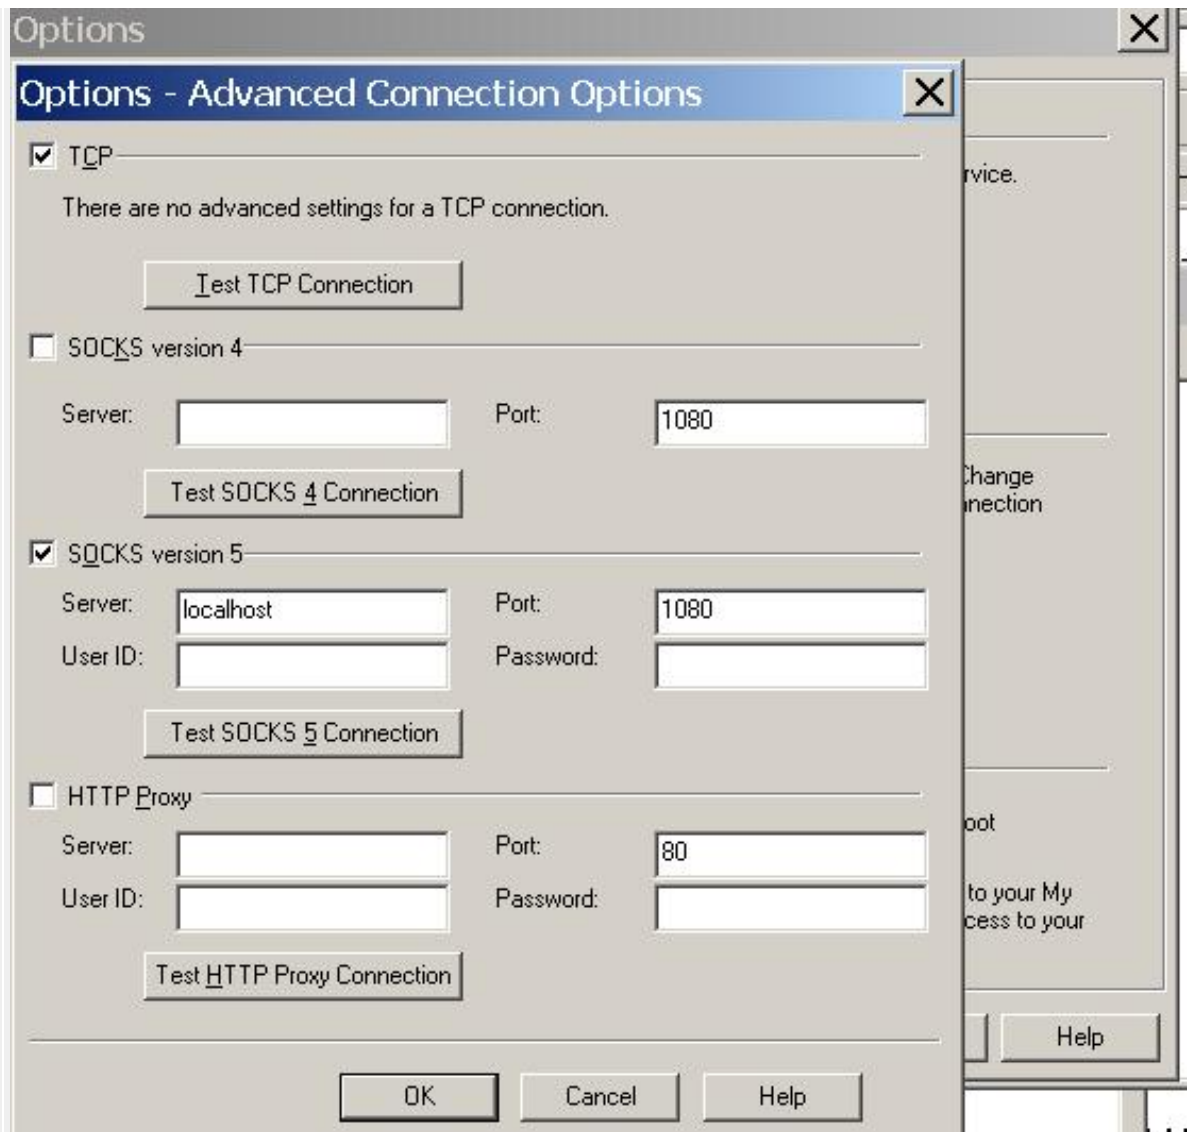 Options
Options - Advanced Connection Options
TCP
rvice.
There are no advanced settings for a TCP connection.
Test TCP Connection
SOCKS version 4
Server:
Port:
1080
Change
nnection
Test SOCKS 4 Connection
SOCKS version 5
Server:
localhost
Port:
1080
User ID:
Password:
Test SOCKS 5 Connection
HTTP Proxy
Server:
Port:
80
oot
User ID:
Password:
to your My
cess to your
Test HTTP Proxy Connection
Help
OK
Cancel
Help